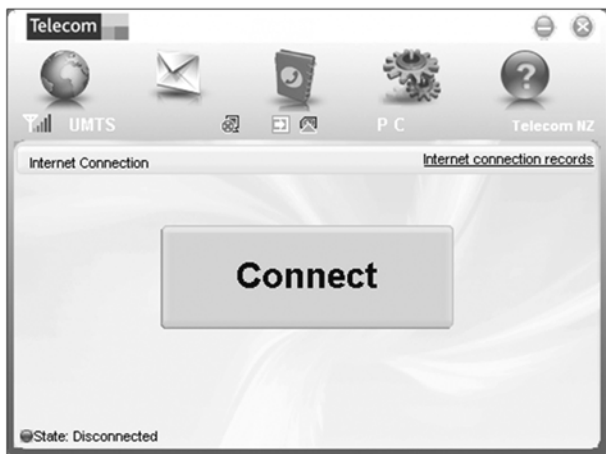 Telecom
UMTS P C Telecom NZ
Internet Connection Internet connection records
Connect
State: Disconnected